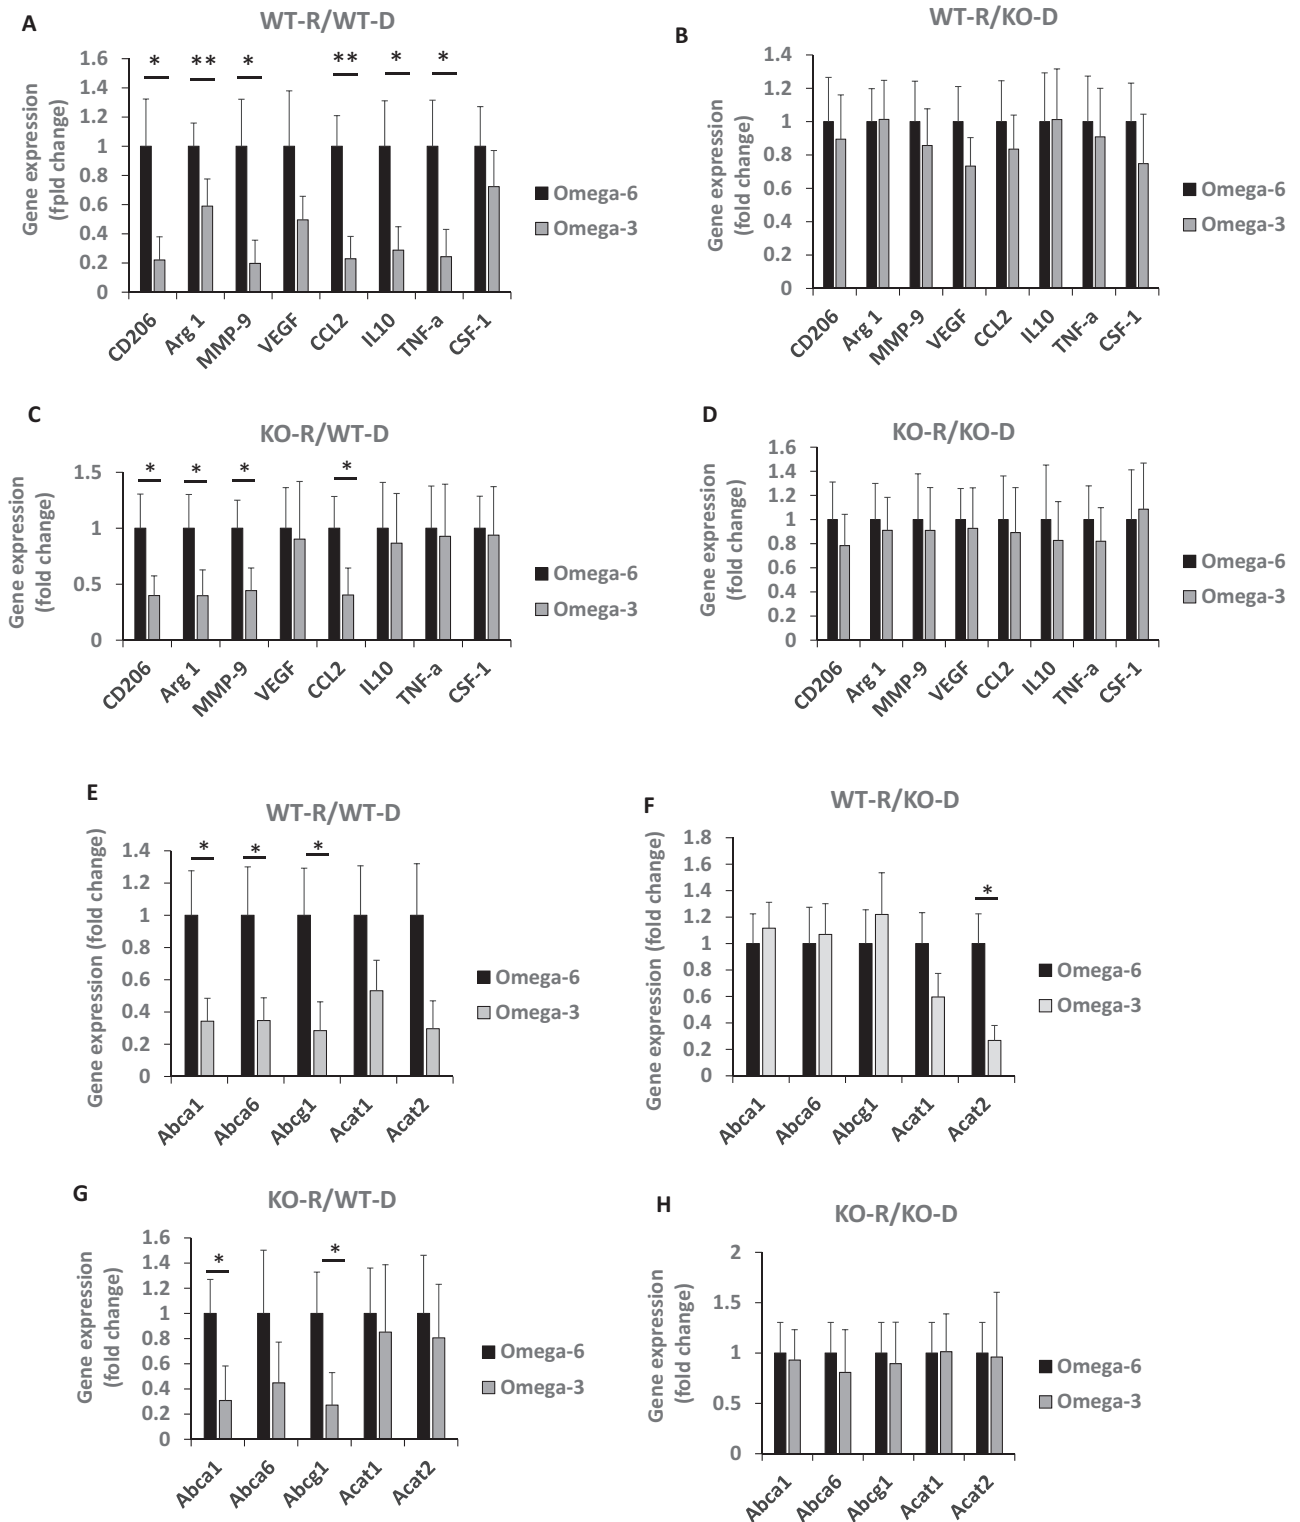 A
WT-R/WT-D
Gene expression
(fpld change)
1.6
1.4
1.2
1
0.8
0.6
0.4
0.2
0
* ** * ** * *
CD206 Arg 1 MMP-9 VEGF CCL2 IL10 TNF-a CSF-1
Omega-6
Omega-3
B
WT-R/KO-D
Gene expression
(fold change)
1.4
1.2
1
0.8
0.6
0.4
0.2
0
CD206 Arg 1 MMP-9 VEGF CCL2 IL10 TNF-a CSF-1
Omega-6
Omega-3
C
KO-R/WT-D
Gene expression
(fold change)
1.5
1
0.5
0
* * * *
CD206 Arg 1 MMP-9 VEGF CCL2 IL10 TNF-a CSF-1
Omega-6
Omega-3
D
KO-R/KO-D
Gene expression
(fold change)
1.6
1.4
1.2
1
0.8
0.6
0.4
0.2
0
CD206 Arg 1 MMP-9 VEGF CCL2 IL10 TNF-a CSF-1
Omega-6
Omega-3
E
WT-R/WT-D
Gene expression (fold change)
1.4
1.2
1
0.8
0.6
0.4
0.2
0
* * *
Abca1 Abca6 Abcg1 Acat1 Acat2
Omega-6
Omega-3
F
WT-R/KO-D
Gene expression (fold change)
1.8
1.6
1.4
1.2
1
0.8
0.6
0.4
0.2
0
*
Abca1 Abca6 Abcg1 Acat1 Acat2
Omega-6
Omega-3
G
KO-R/WT-D
Gene expression
(fold change)
1.6
1.4
1.2
1
0.8
0.6
0.4
0.2
0
* *
Abca1 Abca6 Abcg1 Acat1 Acat2
Omega-6
Omega-3
H
KO-R/KO-D
Gene expression
(fold change)
2
1.5
1
0.5
0
Abca1 Abca6 Abcg1 Acat1 Acat2
Omega-6
Omega-3